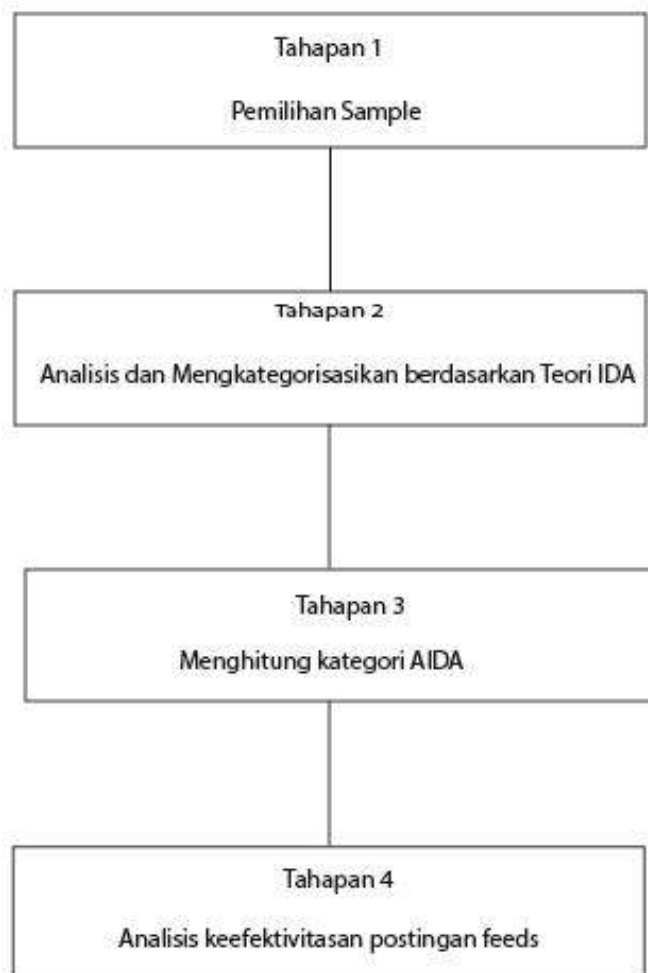 Tahapan 1
Pemilihan Sample
Tahapan 2
Analisis dan Mengkategorisasikan berdasarkan Teori IDA
Tahapan 3
Menghitung kategori AIDA
Tahapan 4
Analisis keefektivitasan postingan feeds